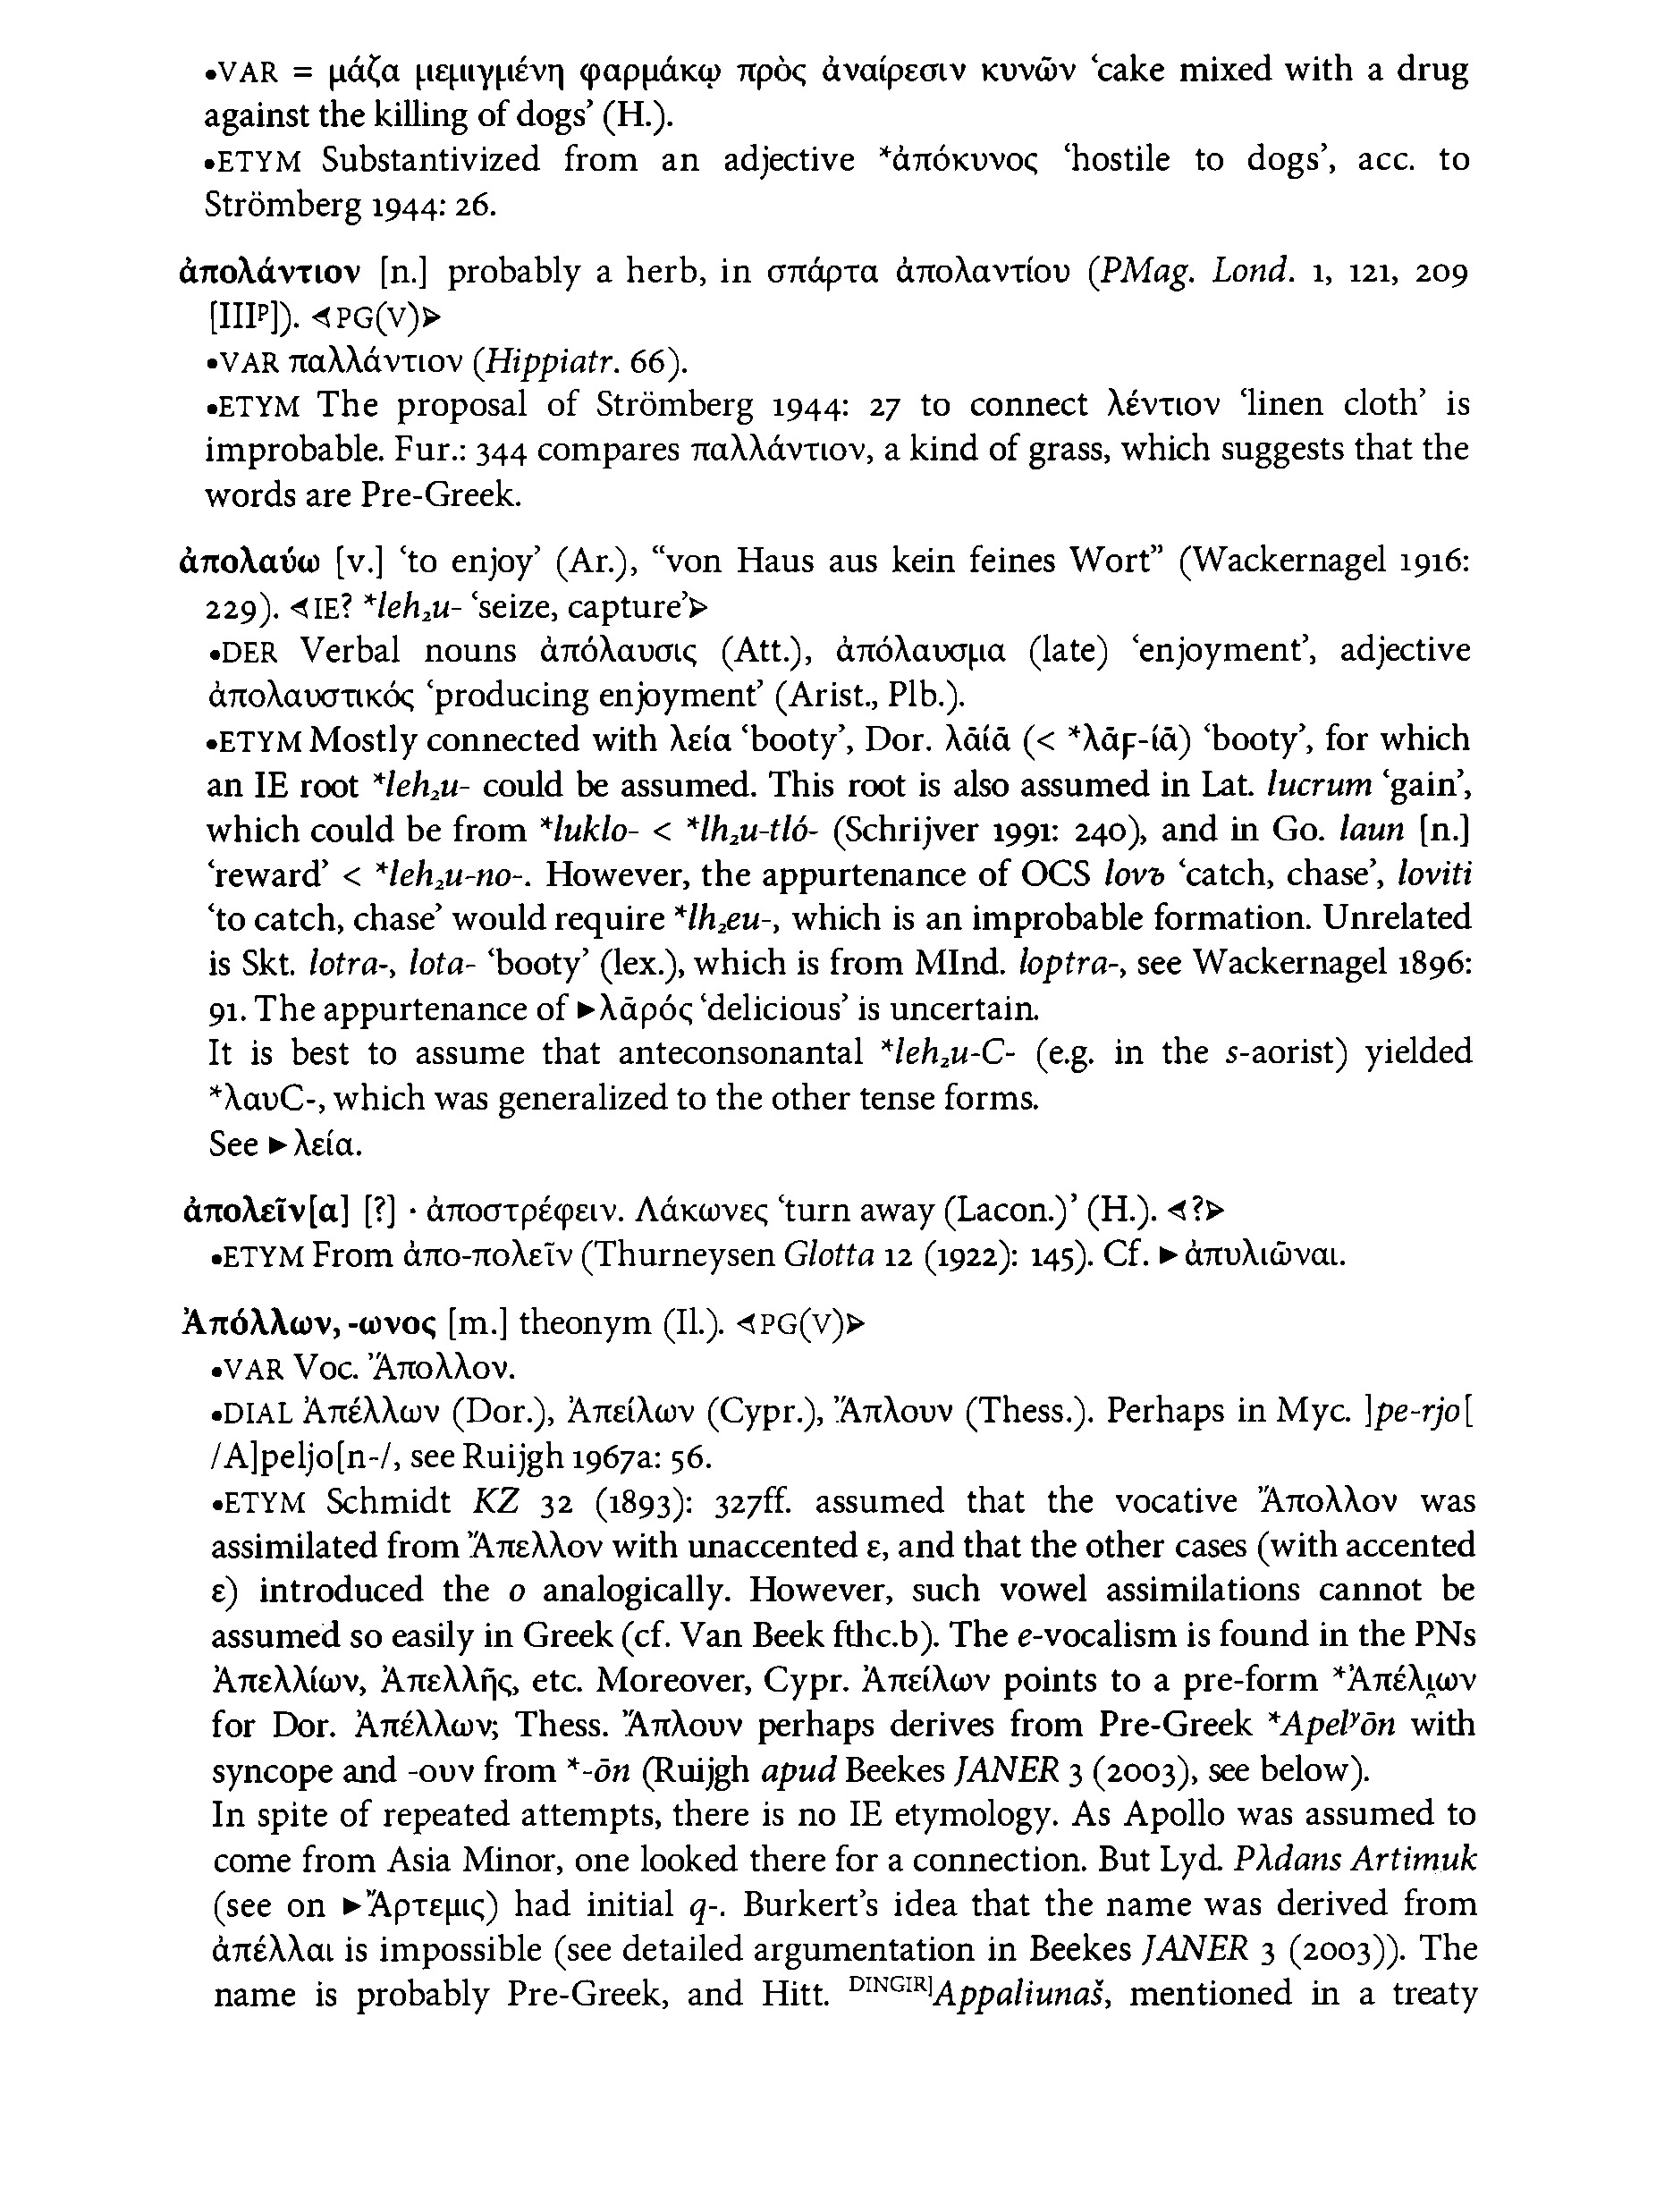 •VAR = μάζα μεμιγμένη φαρμάκῳ πρὸς ἀναίρεσιν κυνῶν ‘cake mixed with a drug
against the killing of dogs’ (H.).
•ETYM Substantivized from an adjective *ἀπόκυνος ‘hostile to dogs’, acc. to
Strömberg 1944: 26.
ἀπολάντιον [n.] probably a herb, in σπάρτα ἀπολαντίου (PMag. Lond. 1, 121, 209
[IIIᵖ]). ⊲PG(V)⊳
•VAR παλλάντιον (Hippiatr. 66).
•ETYM The proposal of Strömberg 1944: 27 to connect λέντιον ‘linen cloth’ is
improbable. Fur.: 344 compares παλλάντιον, a kind of grass, which suggests that the
words are Pre-Greek.
ἀπολαύω [v.] ‘to enjoy’ (Ar.), “von Haus aus kein feines Wort” (Wackernagel 1916:
229). ⊲IE? *leh₂u- ‘seize, capture’⊳
•DER Verbal nouns ἀπόλαυσις (Att.), ἀπόλαυσμα (late) ‘enjoyment’, adjective
ἀπολαυστικός ‘producing enjoyment’ (Arist., Plb.).
•ETYM Mostly connected with λεία ‘booty’, Dor. λᾱίᾱ (< *λᾱϝ-ίᾱ) ‘booty’, for which
an IE root *leh₂u- could be assumed. This root is also assumed in Lat. lucrum ‘gain’,
which could be from *luklo- < *lh₂u-tló- (Schrijver 1991: 240), and in Go. laun [n.]
‘reward’ < *leh₂u-no-. However, the appurtenance of OCS lovъ ‘catch, chase’, loviti
‘to catch, chase’ would require *lh₂eu-, which is an improbable formation. Unrelated
is Skt. lotra-, lota- ‘booty’ (lex.), which is from MInd. loptra-, see Wackernagel 1896:
91. The appurtenance of ►λᾱρός ‘delicious’ is uncertain.
It is best to assume that anteconsonantal *leh₂u-C- (e.g. in the s-aorist) yielded
*λαυC-, which was generalized to the other tense forms.
See ►λεία.
ἀπολεῖν[α] [?] · ἀποστρέφειν. Λάκωνες ‘turn away (Lacon.)’ (H.). ⊲?⊳
•ETYM From ἀπο-πολεῖν (Thurneysen Glotta 12 (1922): 145). Cf. ►ἀπυλιῶναι.
Ἀπόλλων, -ωνος [m.] theonym (Il.). ⊲PG(V)⊳
•VAR Voc. Ἄπολλον.
•DIAL Ἀπέλλων (Dor.), Ἀπείλων (Cypr.), Ἄπλουν (Thess.). Perhaps in Myc. ]pe-rjo[
/A]peljo[n-/, see Ruijgh 1967a: 56.
•ETYM Schmidt KZ 32 (1893): 327ff. assumed that the vocative Ἄπολλον was
assimilated from Ἄπελλον with unaccented ε, and that the other cases (with accented
ε) introduced the o analogically. However, such vowel assimilations cannot be
assumed so easily in Greek (cf. Van Beek fthc.b). The e-vocalism is found in the PNs
Ἀπελλίων, Ἀπελλῆς, etc. Moreover, Cypr. Ἀπείλων points to a pre-form *Ἀπέλι̯ων
for Dor. Ἀπέλλων; Thess. Ἄπλουν perhaps derives from Pre-Greek *Apelʸōn with
syncope and -ουν from *-ōn (Ruijgh apud Beekes JANER 3 (2003), see below).
In spite of repeated attempts, there is no IE etymology. As Apollo was assumed to
come from Asia Minor, one looked there for a connection. But Lyd. Pλdans Artimuk
(see on ►Ἄρτεμις) had initial q-. Burkert’s idea that the name was derived from
ἀπέλλαι is impossible (see detailed argumentation in Beekes JANER 3 (2003)). The
name is probably Pre-Greek, and Hitt. ᴰᴵᴺᴳᴵᴿ]Appaliunaš, mentioned in a treaty